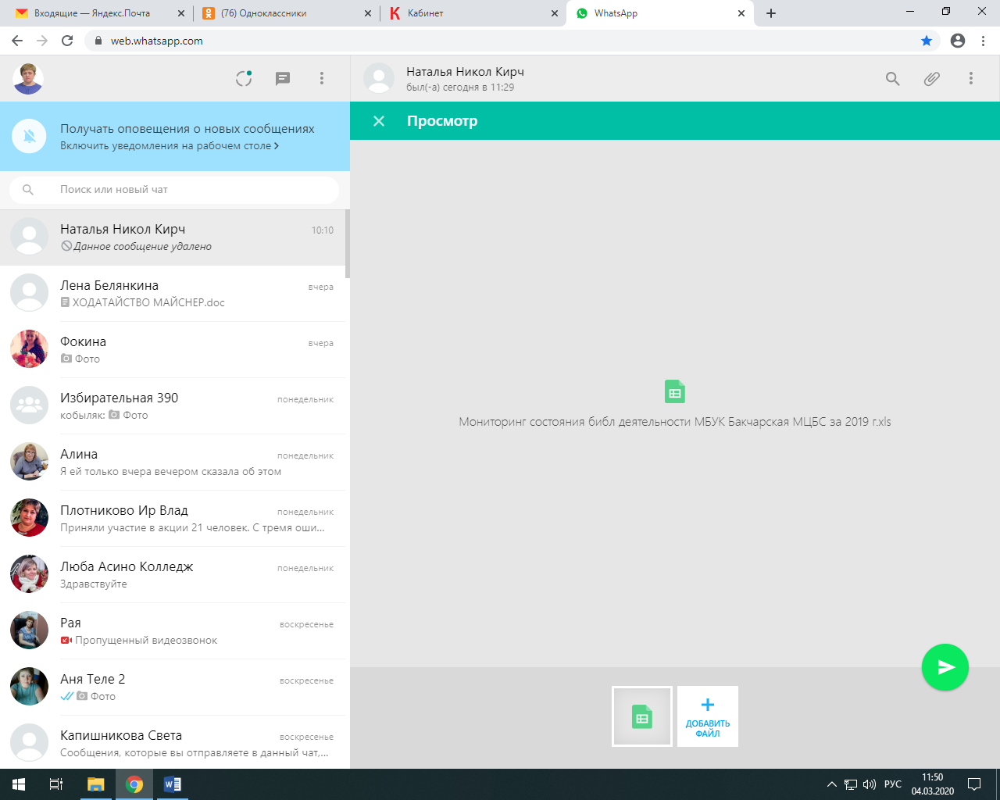 Входящие — Яндекс.Почта
(76) Одноклассники
Кабинет
WhatsApp
web.whatsapp.com
Наталья Никол Кирч
был(-а) сегодня в 11:29
Получать оповещения о новых сообщениях
Включить уведомления на рабочем столе
Просмотр
Поиск или новый чат
Наталья Никол Кирч 10:10
Данное сообщение удалено
Лена Белянкина вчера
ХОДАТАЙСТВО МАЙСНЕР.doc
Фокина вчера
Фото
Избирательная 390 понедельник
кобыляк: Фото
Алина понедельник
Я ей только вчера вечером сказала об этом
Плотниково Ир Влад понедельник
Приняли участие в акции 21 человек. С тремя оши...
Люба Асино Колледж понедельник
Здравствуйте
Рая воскресенье
Пропущенный видеозвонок
Аня Теле 2 воскресенье
Фото
Капишникова Света воскресенье
Сообщения, которые вы отправляете в данный чат,...
Мониторинг состояния библ деятельности МБУК Бакчарская МЦБС за 2019 г.xls
ДОБАВИТЬ
ФАЙЛ
РУС
11:50
04.03.2020